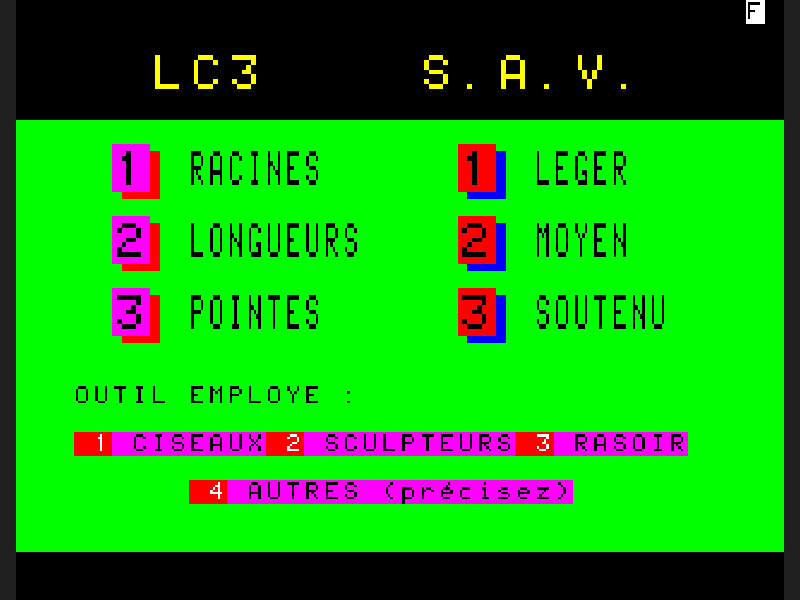 F
LC3 S.A.V.
1 RACINES 1 LEGER
2 LONGUEURS 2 MOYEN
3 POINTES 3 SOUTENU
OUTIL EMPLOYE :
1 CISEAUX 2 SCULPTEURS 3 RASOIR
4 AUTRES (précisez)